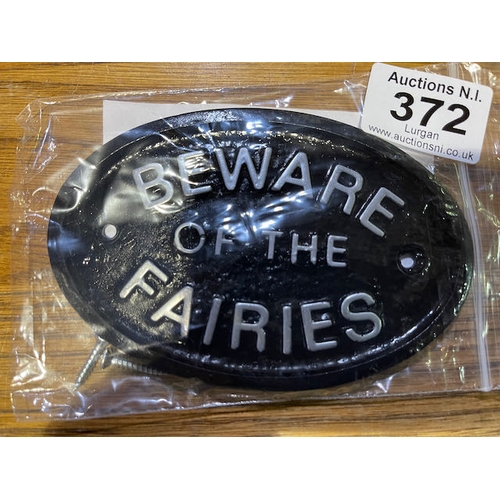 Auctions N.I.
372
Lurgan
www.auctionsni.co.uk
BEWARE
OF THE
FAIRIES